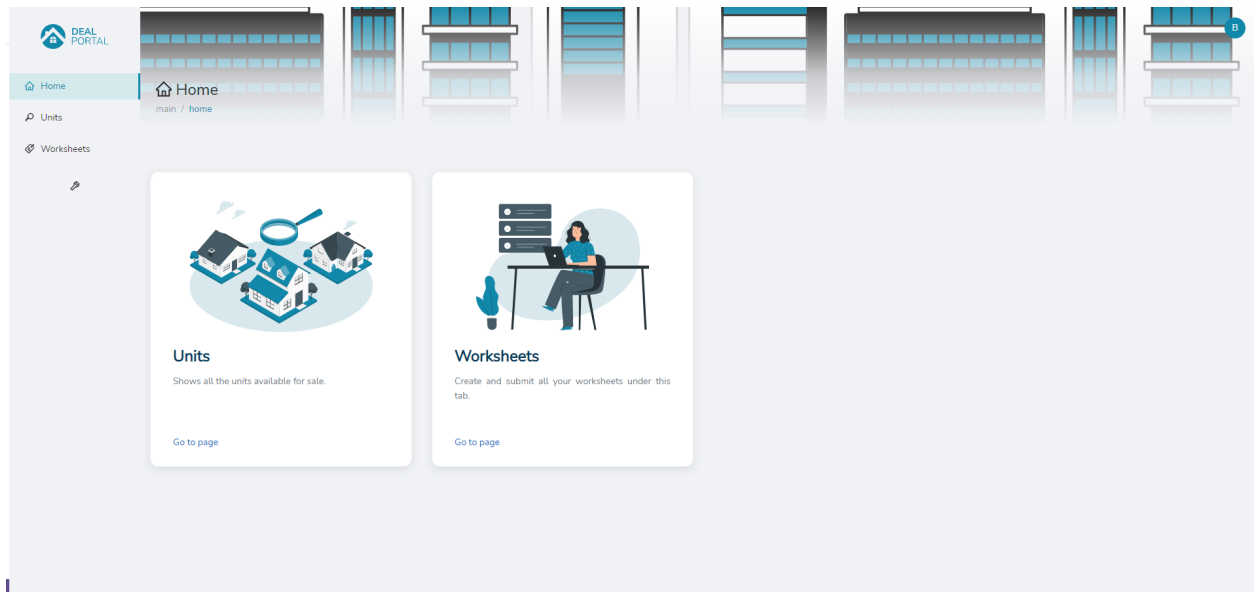 DEAL
PORTAL
B
Home
Units
Worksheets
Home
main / home
Units
Shows all the units available for sale.
Go to page
Worksheets
Create and submit all your worksheets under this
tab.
Go to page